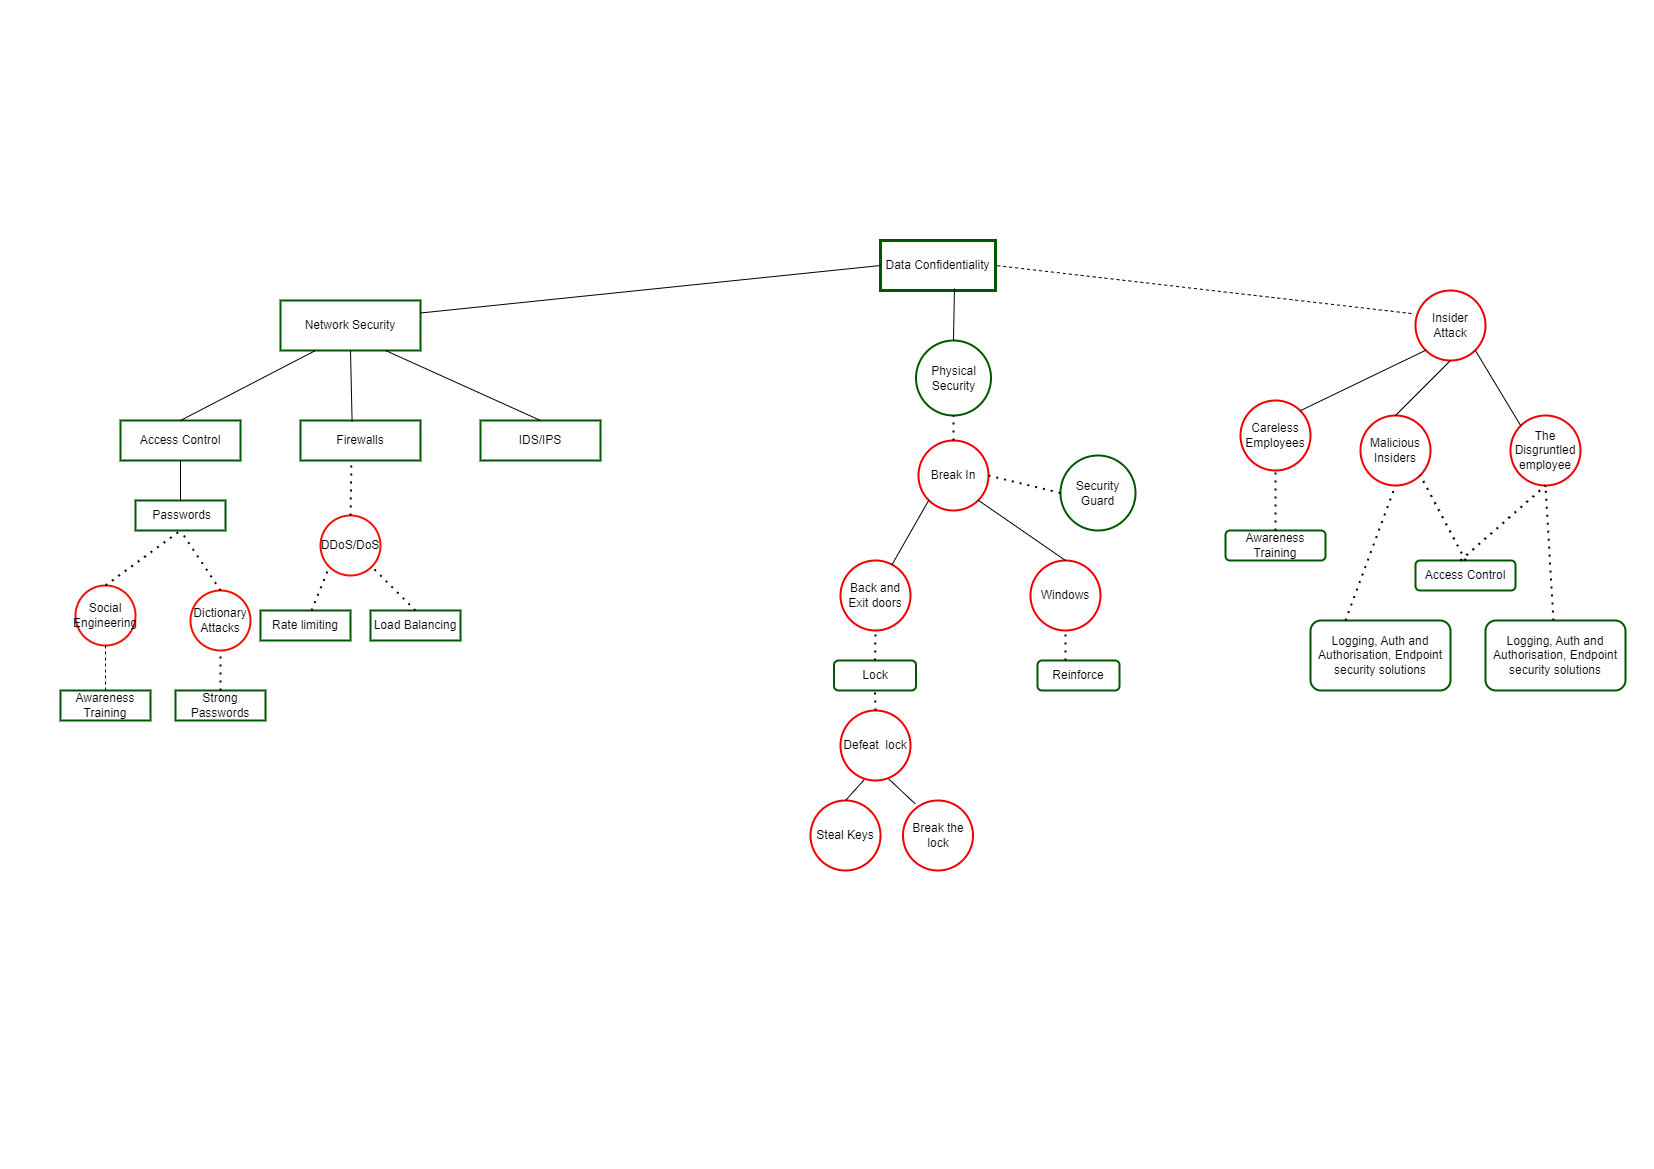 Data Confidentiality
Network Security
Insider
Attack
Physical
Security
Access Control
Firewalls
IDS/IPS
Careless
Employees
Malicious
Insiders
The
Disgruntled
employee
Break In
Security
Guard
Passwords
DDoS/DoS
Awareness
Training
Access Control
Social
Engineering
Dictionary
Attacks
Rate limiting
Load Balancing
Back and
Exit doors
Windows
Logging, Auth and
Authorisation, Endpoint
security solutions
Logging, Auth and
Authorisation, Endpoint
security solutions
Lock
Reinforce
Awareness
Training
Strong
Passwords
Defeat  lock
Steal Keys
Break the
lock